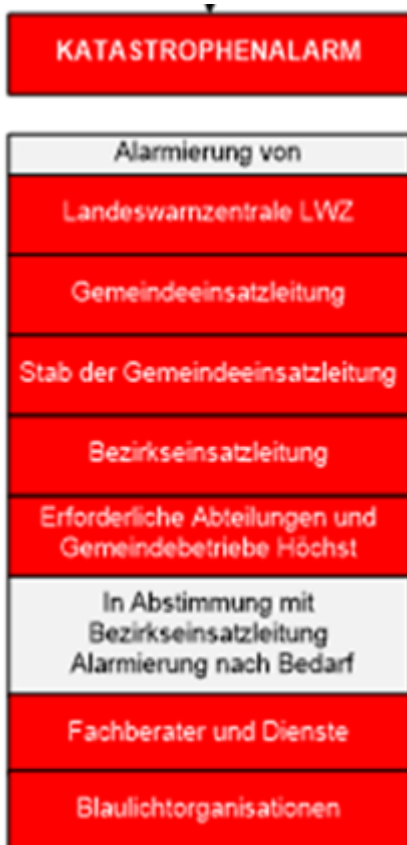 KATASTROPHENALARM
Alarmierung von
Landeswarnzentrale LWZ
Gemeindeeinsatzleitung
Stab der Gemeindeeinsatzleitung
Bezirkseinsatzleitung
Erforderliche Abteilungen und
Gemeindebetriebe Höchst
In Abstimmung mit
Bezirkseinsatzleitung
Alarmierung nach Bedarf
Fachberater und Dienste
Blaulichtorganisationen